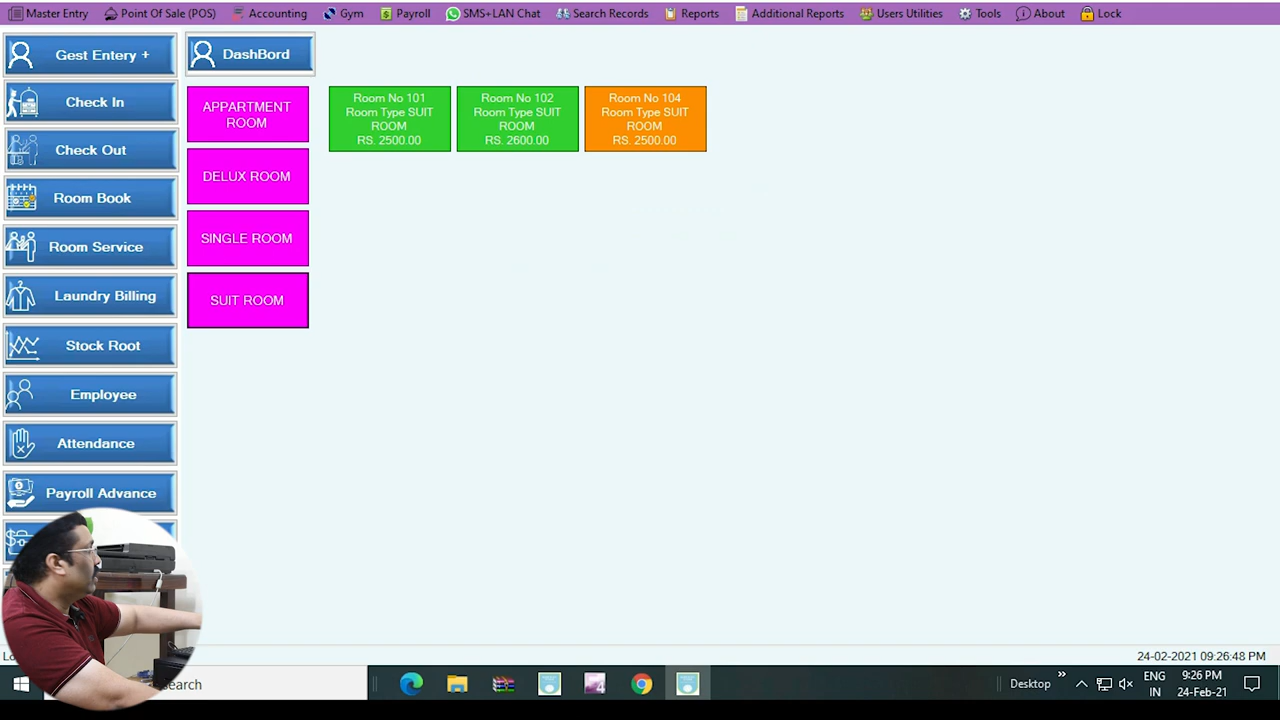 Master Entry Point Of Sale (POS) Accounting Gym Payroll SMS+LAN Chat Search Records Reports Additional Reports Users Utilities Tools About Lock
Gest Entery +
DashBord
Check In
Check Out
Room Book
Room Service
Laundry Billing
Stock Root
Employee
Attendance
Payroll Advance
APPARTMENT
ROOM
DELUX ROOM
SINGLE ROOM
SUIT ROOM
Room No 101
Room Type SUIT
ROOM
RS. 2500.00
Room No 102
Room Type SUIT
ROOM
RS. 2600.00
Room No 104
Room Type SUIT
ROOM
RS. 2500.00
24-02-2021 09:26:48 PM
earch
Desktop
ENG
IN
9:26 PM
24-Feb-21